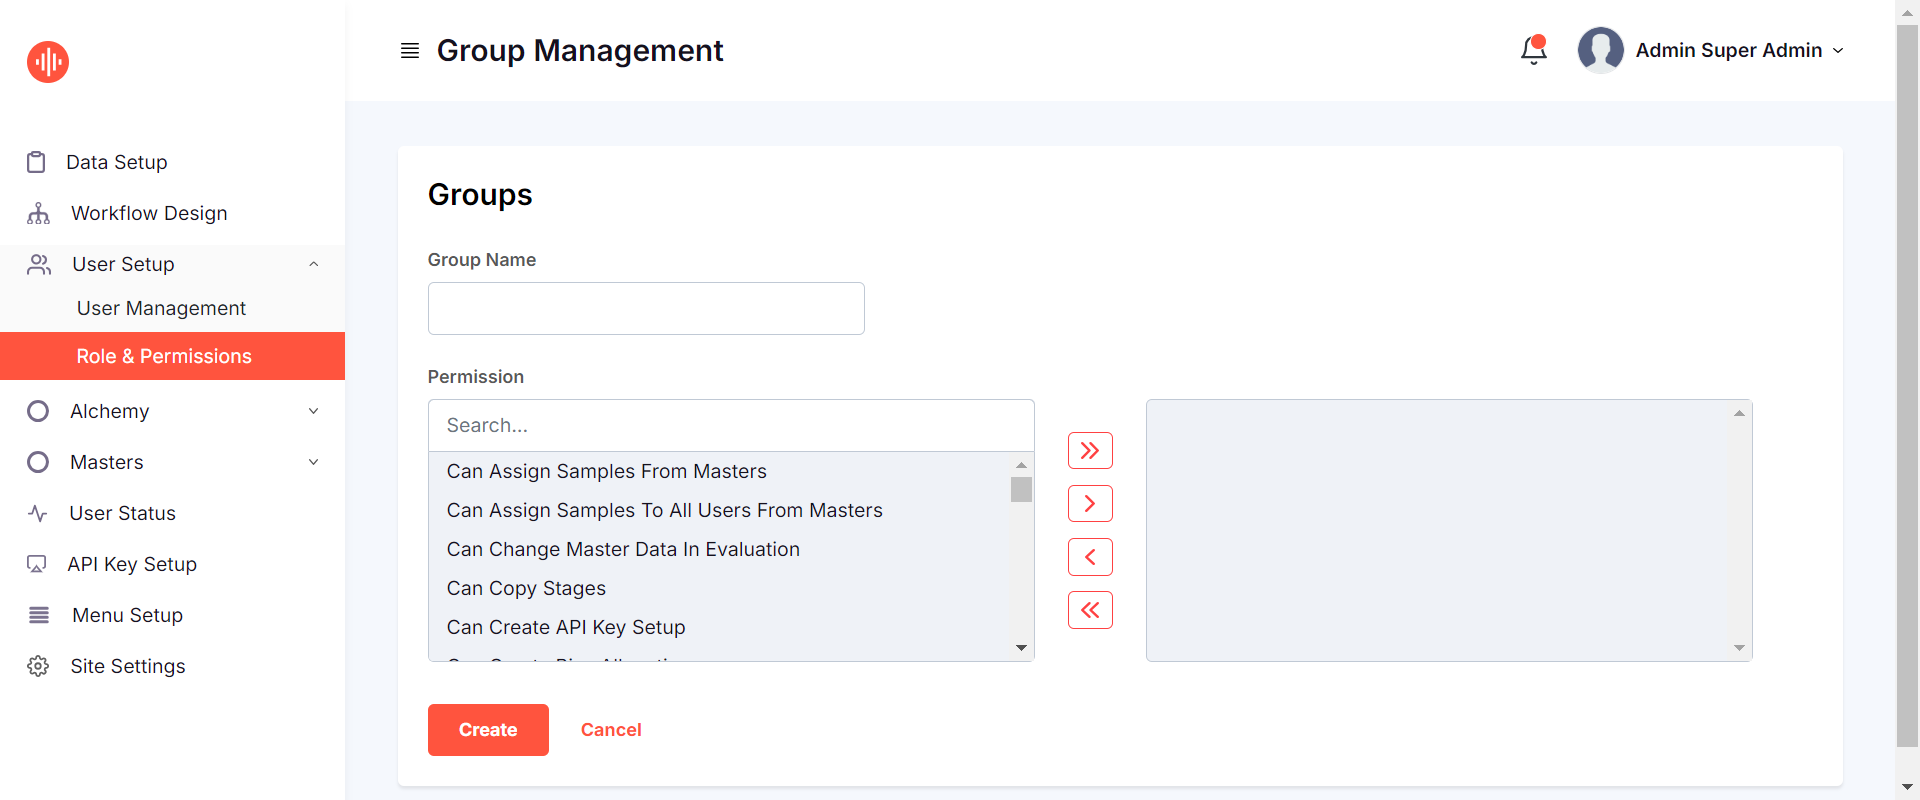 Group Management
Admin Super Admin
Data Setup
Workflow Design
User Setup
User Management
Role & Permissions
Alchemy
Masters
User Status
API Key Setup
Menu Setup
Site Settings
Groups
Group Name
Permission
Search...
Can Assign Samples From Masters
Can Assign Samples To All Users From Masters
Can Change Master Data In Evaluation
Can Copy Stages
Can Create API Key Setup
Create
Cancel